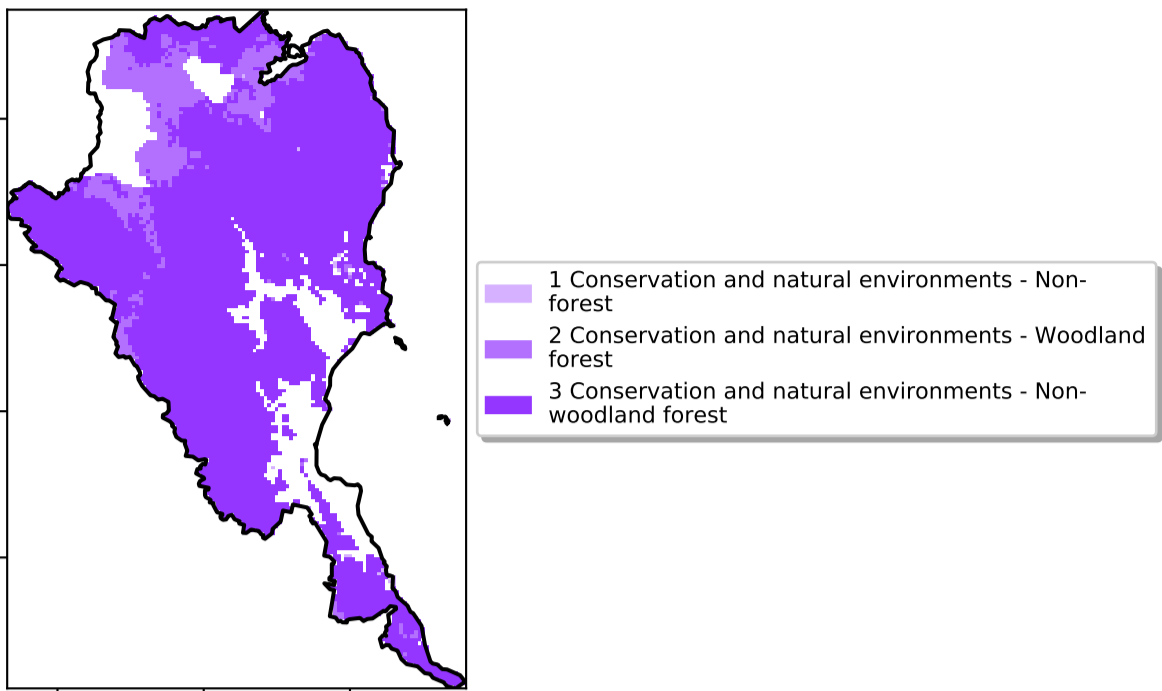 1 Conservation and natural environments - Non-
forest
2 Conservation and natural environments - Woodland
forest
3 Conservation and natural environments - Non-
woodland forest